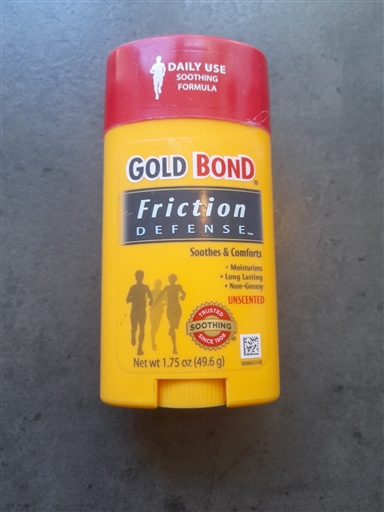 DAILY USE
SOOTHING
FORMULA
GOLD BOND®
Friction
DEFENSE™
Soothes & Comforts
• Moisturizes
• Long Lasting
• Non-Greasy
UNSCENTED
TRUSTED
SOOTHING
SINCE 1908
Net wt 1.75 oz (49.6 g)